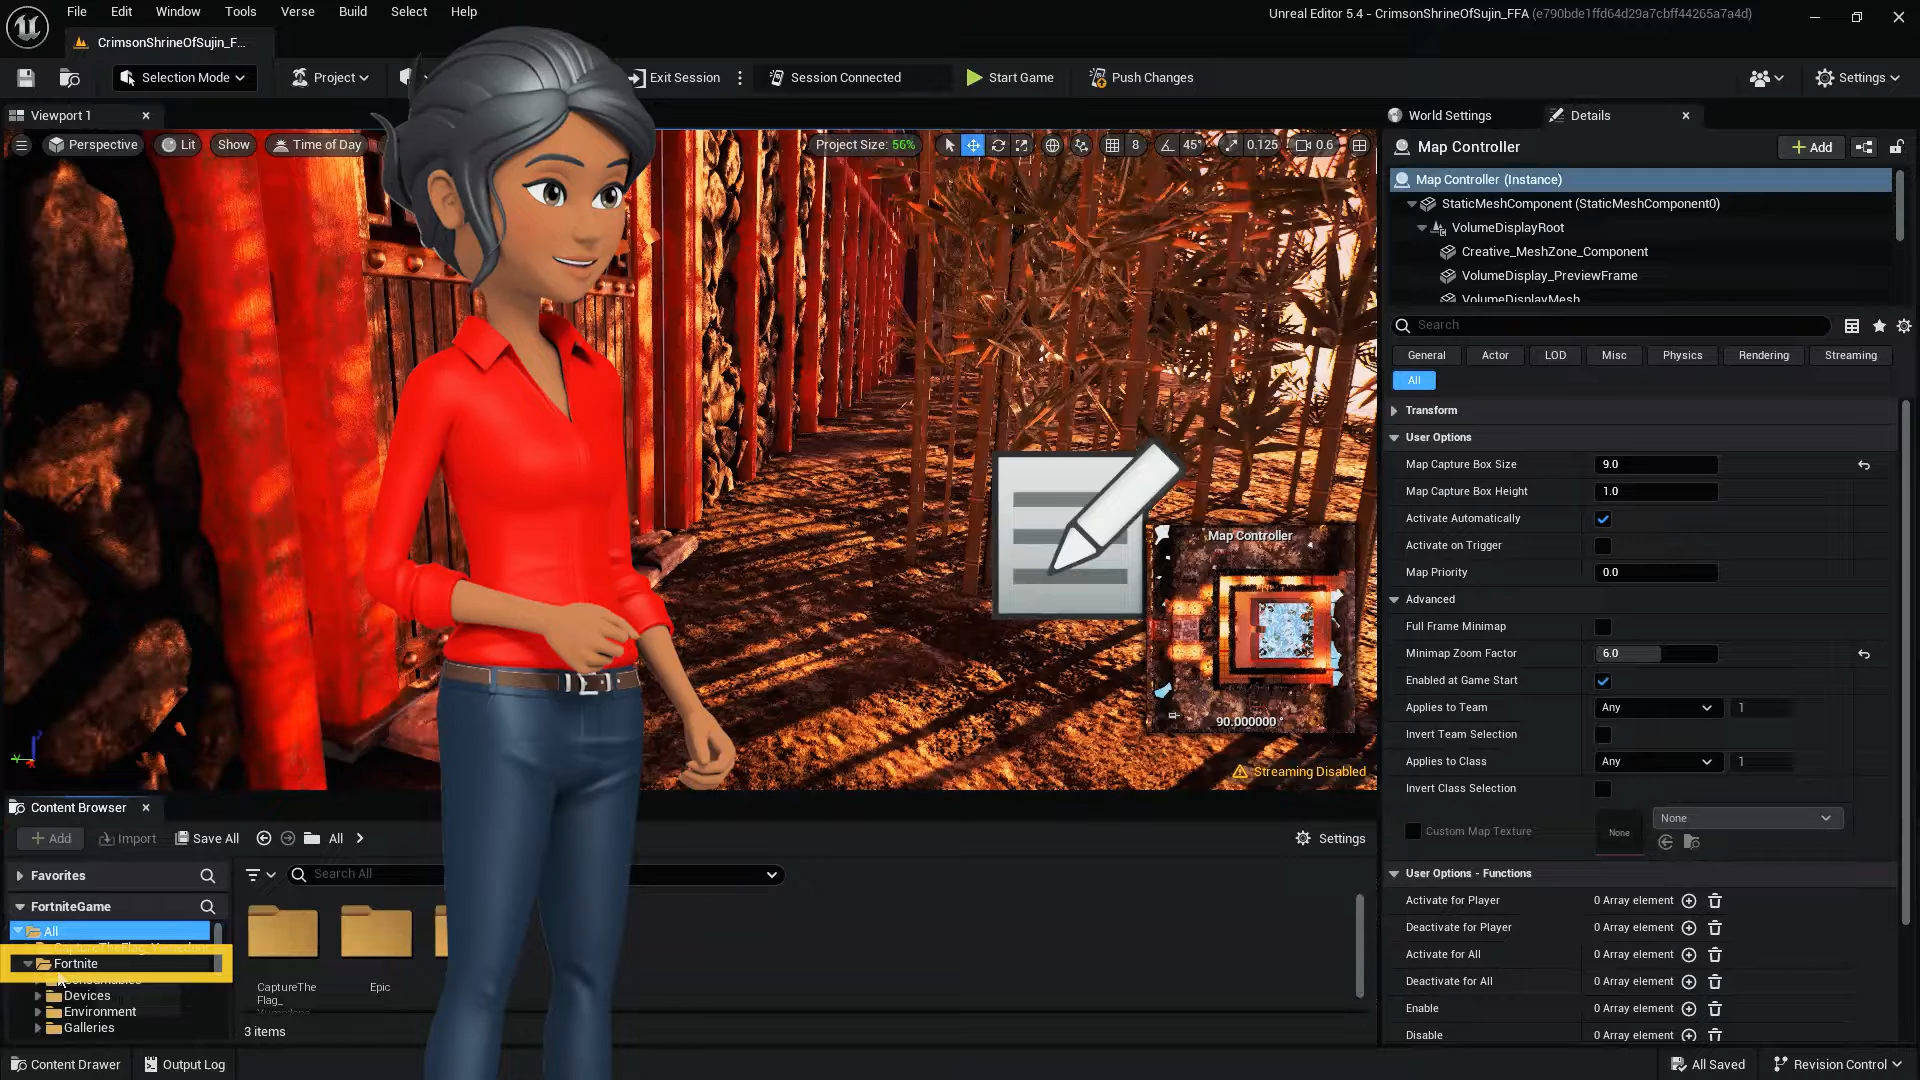 File Edit Window Tools Verse Build Select Help
Unreal Editor 5.4 - CrimsonShrineOfSujin_FFA (e790bde1ffd64d29a7cbff44265a7a4d)
CrimsonShrineOfSujin_F...
Selection Mode Project Exit Session Session Connected Start Game Push Changes Settings
Viewport 1
World Settings Details
Perspective Lit Show Time of Day Project Size: 56% 8 45° 0.125 0.6
Map Controller Add
Map Controller (Instance)
StaticMeshComponent (StaticMeshComponent0)
VolumeDisplayRoot
Creative_MeshZone_Component
VolumeDisplay_PreviewFrame
VolumeDisplayMesh
Search
General Actor LOD Misc Physics Rendering Streaming
All
Transform
User Options
Map Capture Box Size 9.0
Map Capture Box Height 1.0
Activate Automatically
Activate on Trigger
Map Priority 0.0
Advanced
Full Frame Minimap
Minimap Zoom Factor 6.0
Enabled at Game Start
Applies to Team Any 1
Invert Team Selection
Applies to Class Any 1
Invert Class Selection
Custom Map Texture None None
User Options - Functions
Activate for Player 0 Array element
Deactivate for Player 0 Array element
Activate for All 0 Array element
Deactivate for All 0 Array element
Enable 0 Array element
Disable 0 Array element
Map Controller
90.000000 °
Streaming Disabled
Content Browser
Add Import Save All All Settings
Favorites
Search All
FortniteGame
All
Fortnite
Devices
Environment
Galleries
CaptureThe
Flag_
Epic
3 items
Content Drawer Output Log All Saved Revision Control